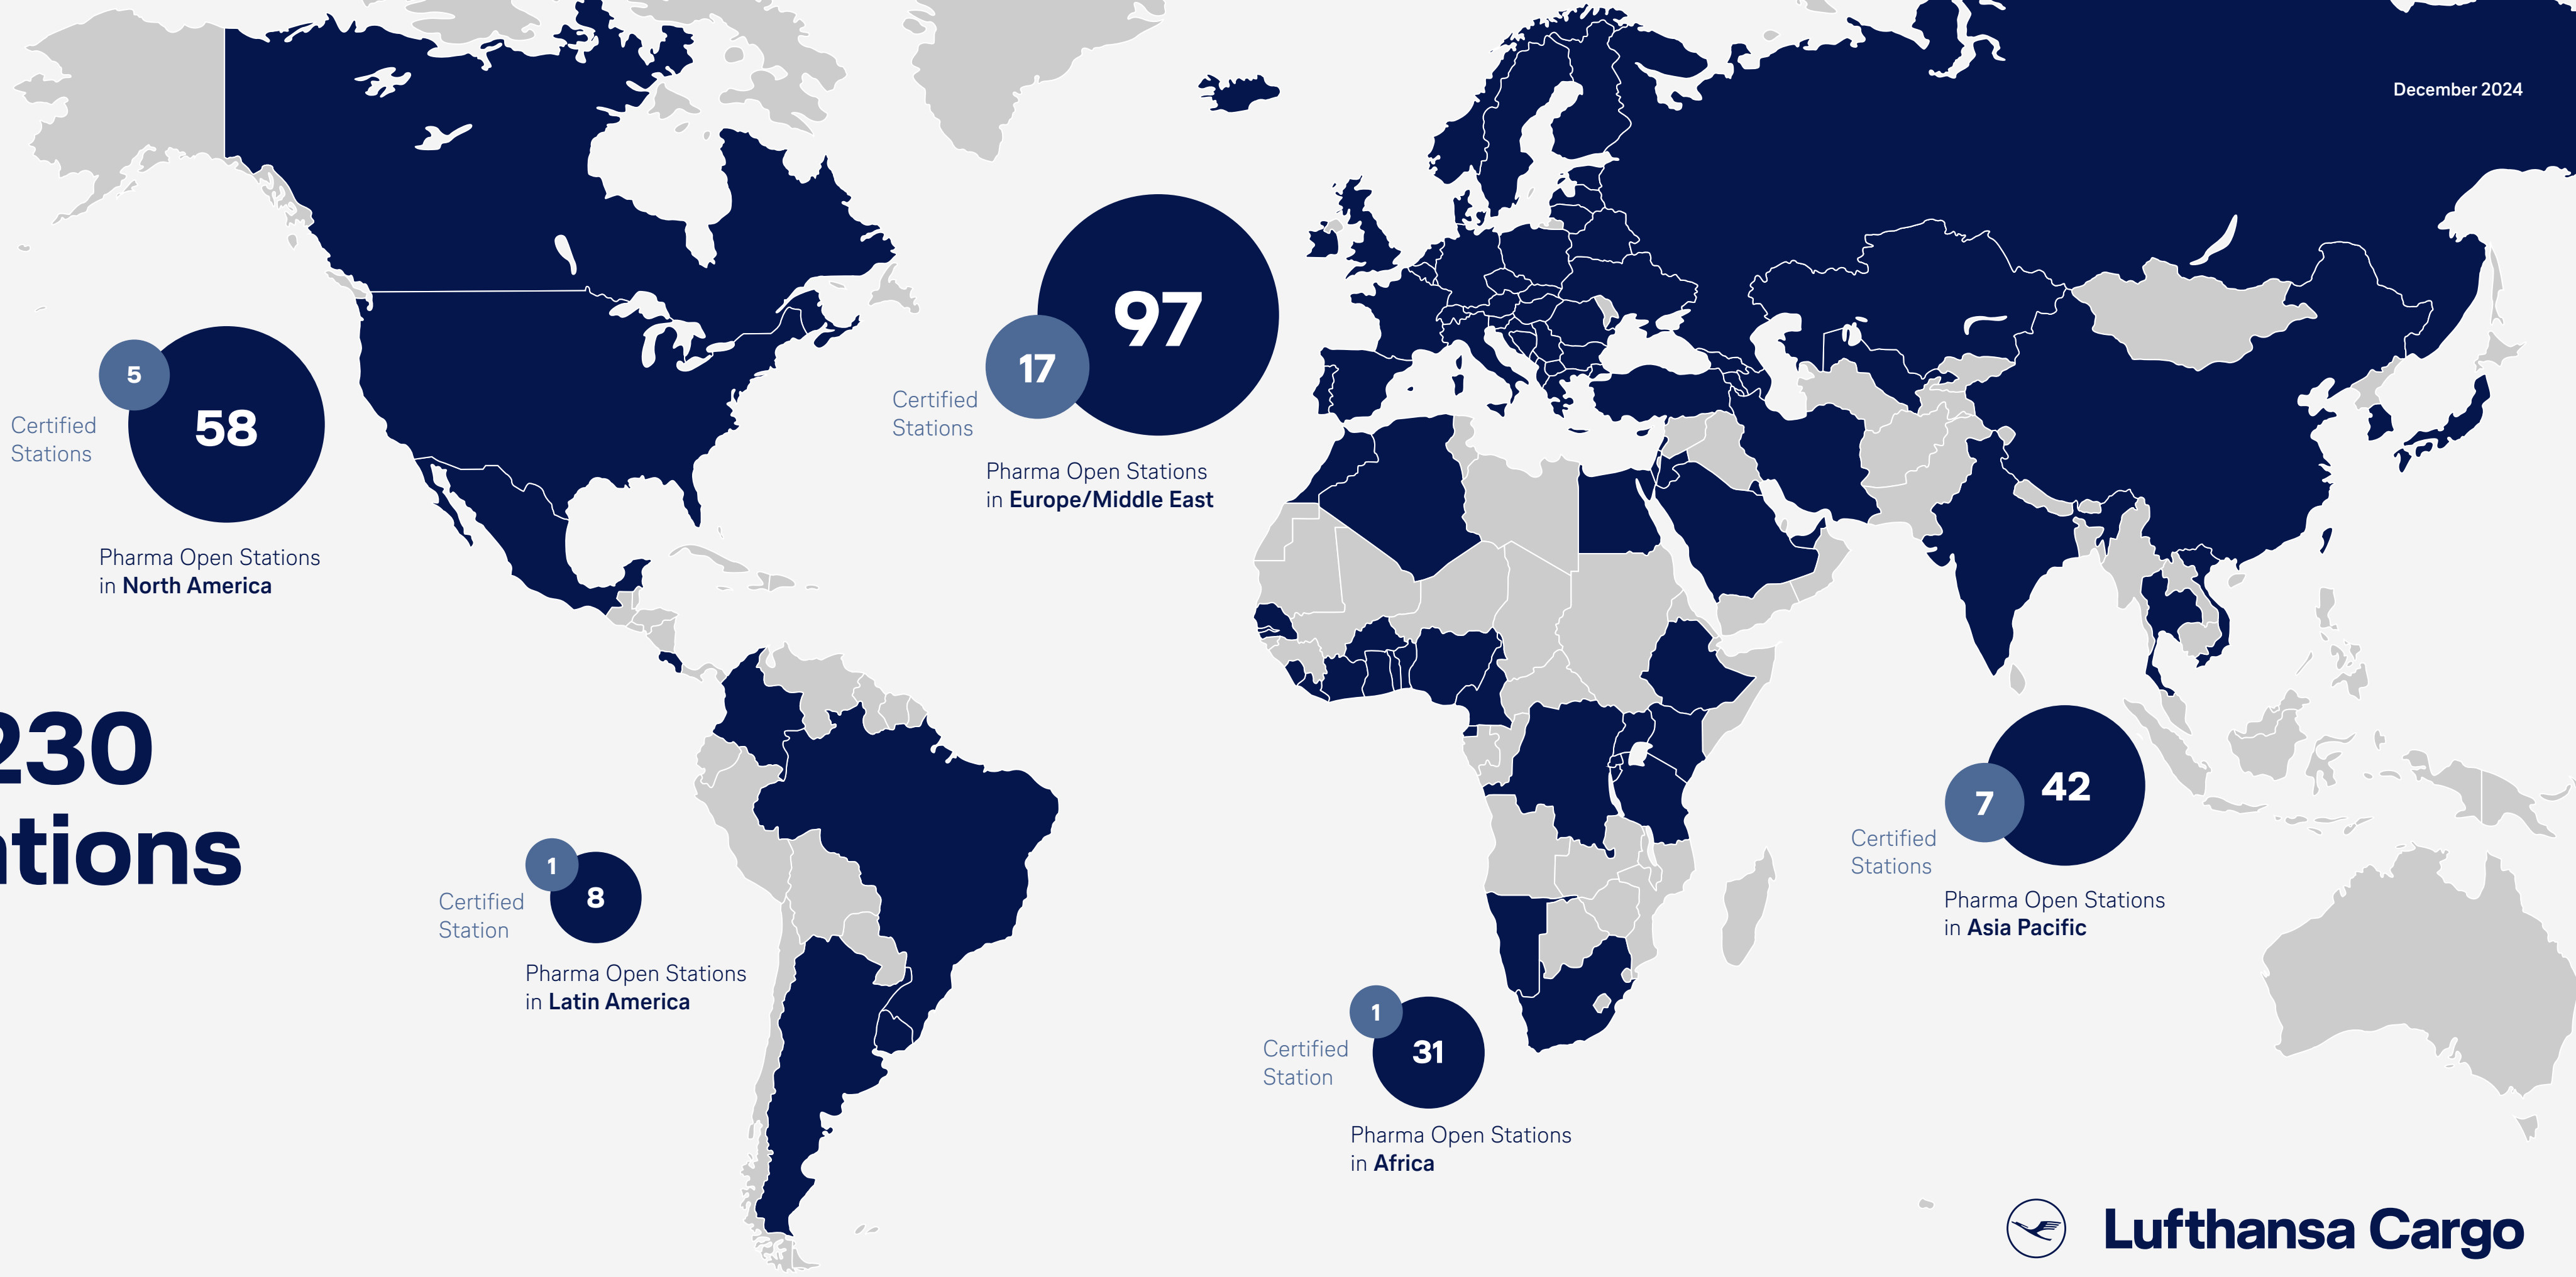 December 2024
97
17
Certified
Stations
Pharma Open Stations
in Europe/Middle East
5
58
Certified
Stations
Pharma Open Stations
in North America
230
ations
1
8
Certified
Station
Pharma Open Stations
in Latin America
7
42
Certified
Stations
Pharma Open Stations
in Asia Pacific
1
31
Certified
Station
Pharma Open Stations
in Africa
Lufthansa Cargo